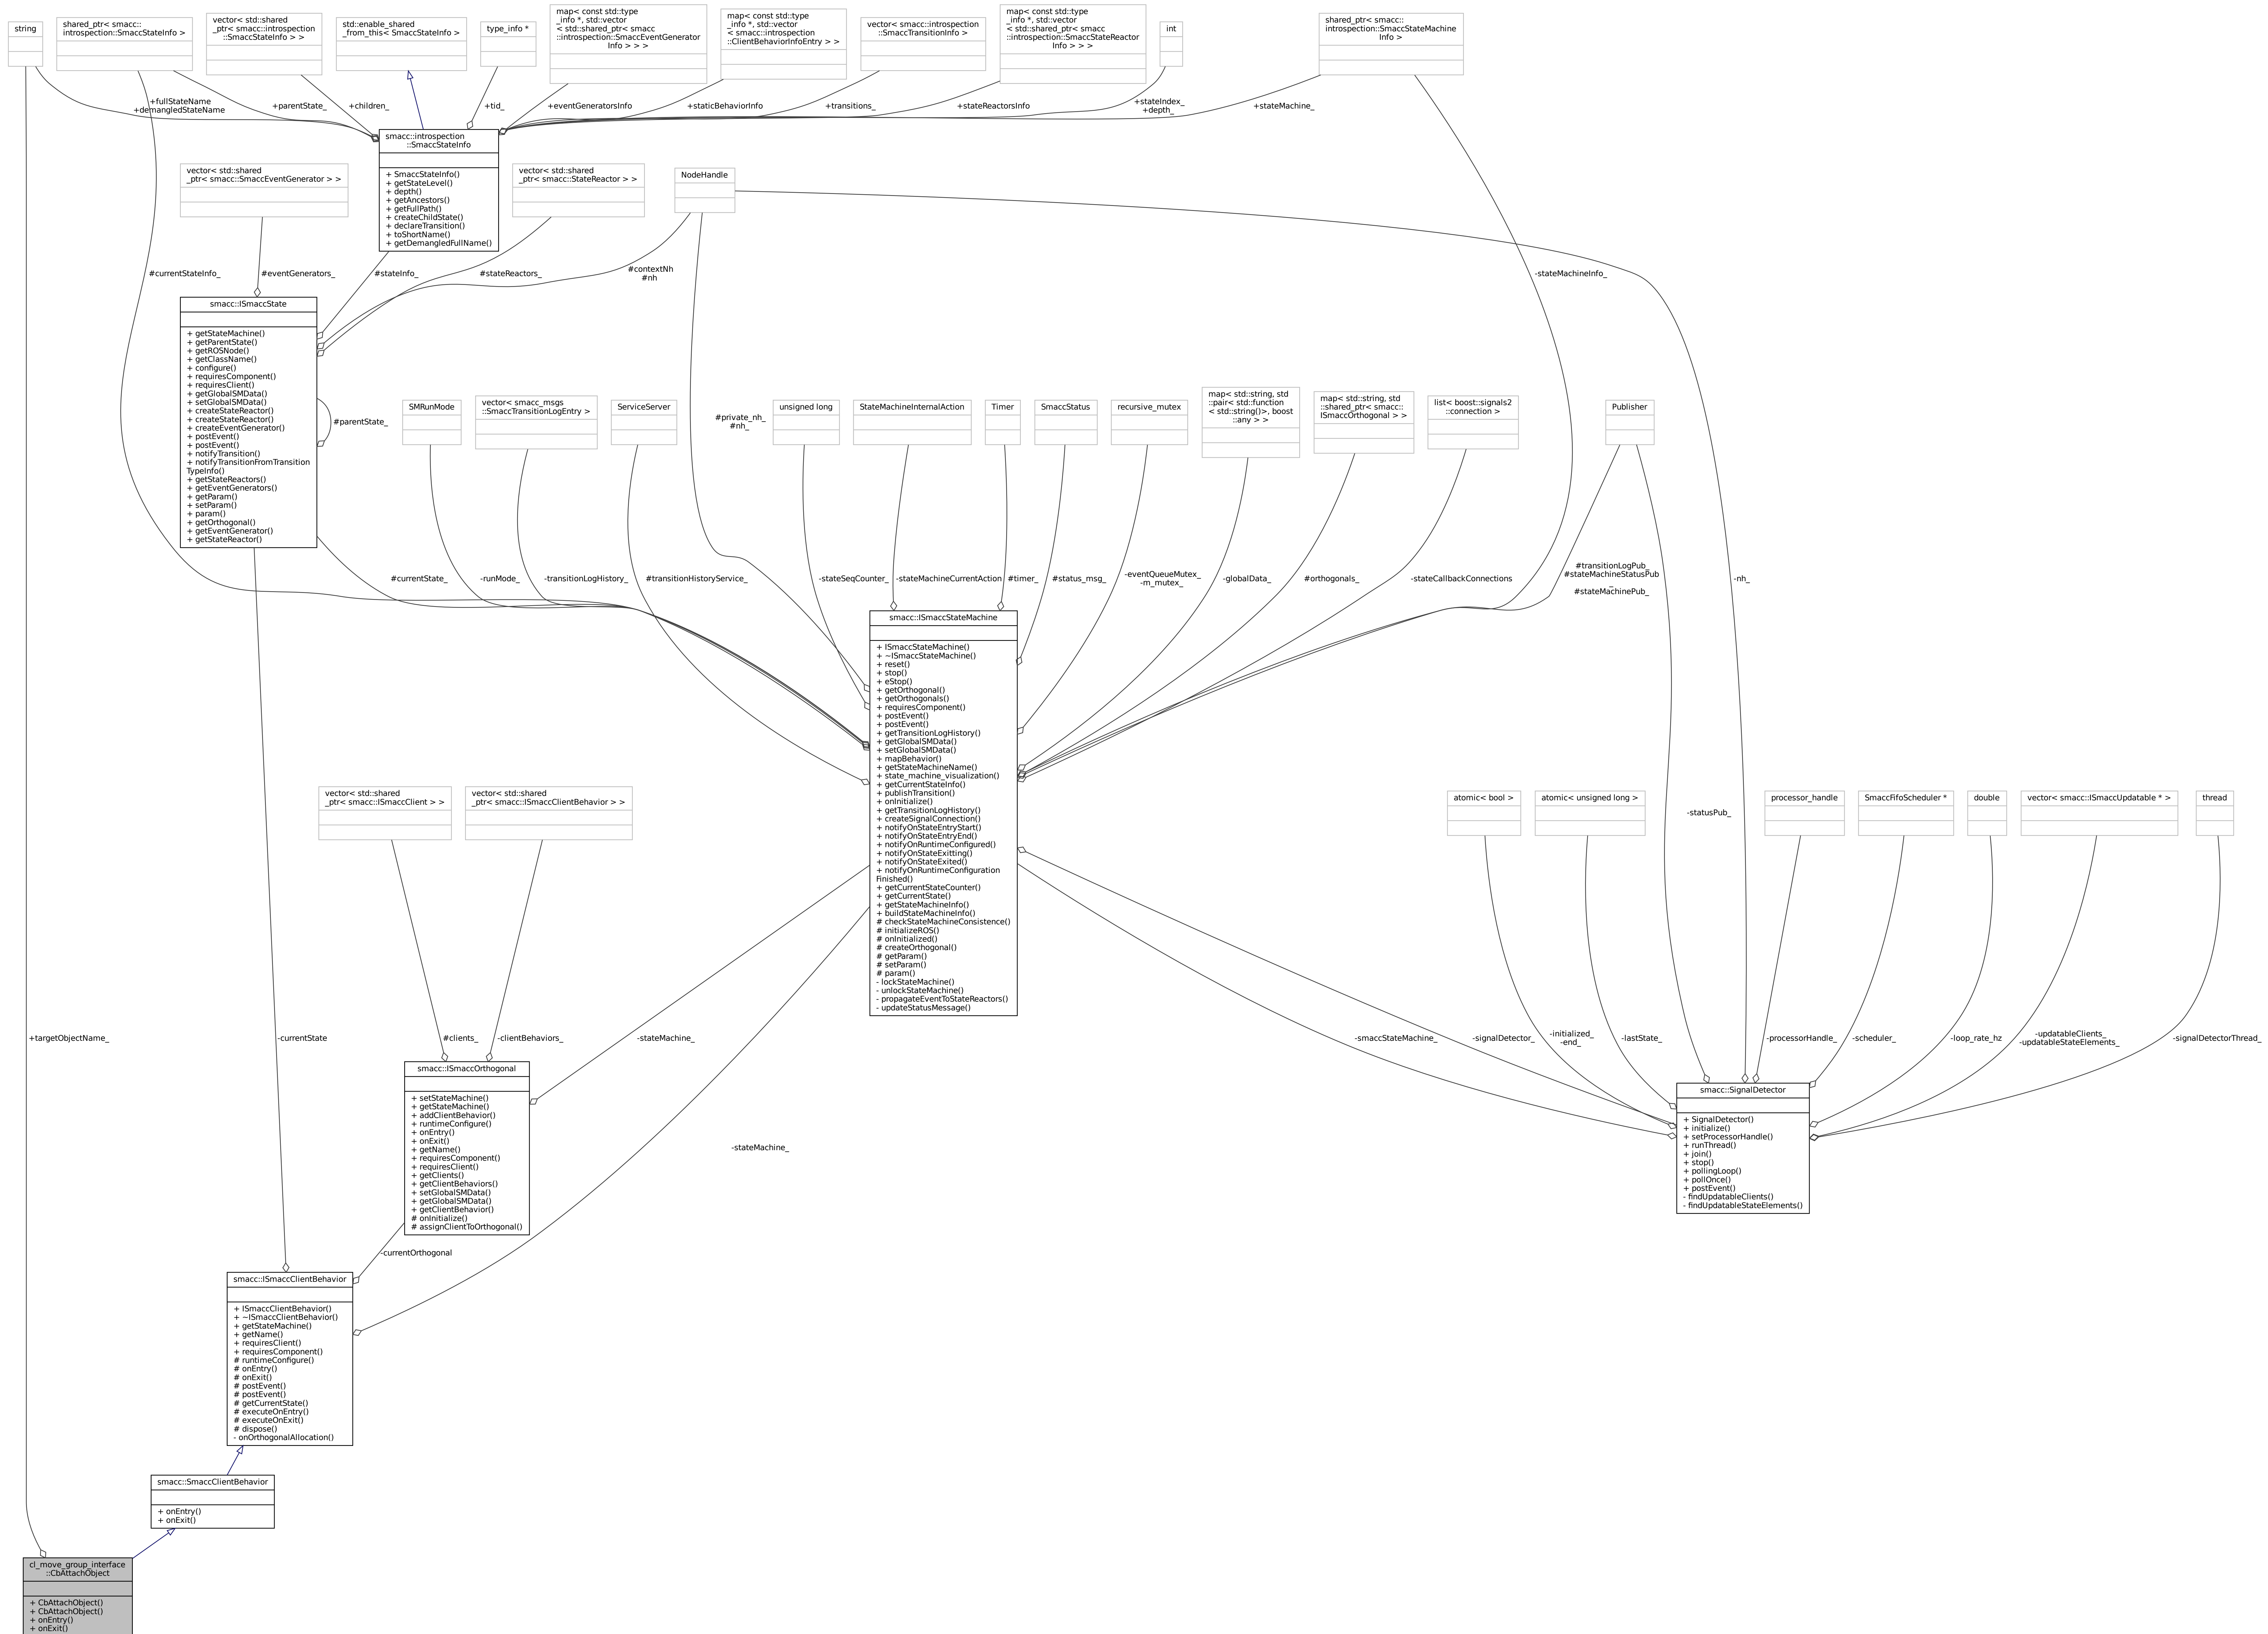 string
shared_ptr< smacc::
introspection::SmaccStateInfo >
vector< std::shared
_ptr< smacc::introspection
::SmaccStateInfo > >
std::enable_shared
_from_this< SmaccStateInfo >
type_info *
map< const std::type
_info *, std::vector
< std::shared_ptr< smacc
::introspection::SmaccEventGenerator
Info > > >
map< const std::type
_info *, std::vector
< smacc::introspection
::ClientBehaviorInfoEntry > >
vector< smacc::introspection
::SmaccTransitionInfo >
map< const std::type
_info *, std::vector
< std::shared_ptr< smacc
::introspection::SmaccStateReactor
Info > > >
int
shared_ptr< smacc::
introspection::SmaccStateMachine
Info >
+fullStateName
+demangledStateName
+parentState_
+children_
+tid_
+eventGeneratorsInfo
+staticBehaviorInfo
+transitions_
+stateReactorsInfo
+stateIndex_
+depth_
+stateMachine_
smacc::introspection
::SmaccStateInfo
+ SmaccStateInfo()
+ getStateLevel()
+ depth()
+ getAncestors()
+ getFullPath()
+ createChildState()
+ declareTransition()
+ toShortName()
+ getDemangledFullName()
vector< std::shared
_ptr< smacc::SmaccEventGenerator > >
vector< std::shared
_ptr< smacc::StateReactor > >
NodeHandle
#currentStateInfo_
#eventGenerators_
#stateInfo_
#stateReactors_
#contextNh
#nh
-stateMachineInfo_
smacc::ISmaccState
+ getStateMachine()
+ getParentState()
+ getROSNode()
+ getClassName()
+ configure()
+ requiresComponent()
+ requiresClient()
+ getGlobalSMData()
+ setGlobalSMData()
+ createStateReactor()
+ createStateReactor()
+ createEventGenerator()
+ postEvent()
+ postEvent()
+ notifyTransition()
+ notifyTransitionFromTransition
TypeInfo()
+ getStateReactors()
+ getEventGenerators()
+ getParam()
+ setParam()
+ param()
+ getOrthogonal()
+ getEventGenerator()
+ getStateReactor()
#parentState_
SMRunMode
vector< smacc_msgs
::SmaccTransitionLogEntry >
ServiceServer
#private_nh_
#nh_
unsigned long
StateMachineInternalAction
Timer
SmaccStatus
recursive_mutex
map< std::string, std
::pair< std::function
< std::string()>, boost
::any > >
map< std::string, std
::shared_ptr< smacc::
ISmaccOrthogonal > >
list< boost::signals2
::connection >
Publisher
#currentState_
-runMode_
-transitionLogHistory_
#transitionHistoryService_
-stateSeqCounter_
-stateMachineCurrentAction
#timer_
#status_msg_
-eventQueueMutex_
-m_mutex_
-globalData_
#orthogonals_
-stateCallbackConnections
#transitionLogPub_
#stateMachineStatusPub
_
#stateMachinePub_
-nh_
smacc::ISmaccStateMachine
+ ISmaccStateMachine()
+ ~ISmaccStateMachine()
+ reset()
+ stop()
+ eStop()
+ getOrthogonal()
+ getOrthogonals()
+ requiresComponent()
+ postEvent()
+ postEvent()
+ getTransitionLogHistory()
+ getGlobalSMData()
+ setGlobalSMData()
+ mapBehavior()
+ getStateMachineName()
+ state_machine_visualization()
+ getCurrentStateInfo()
+ publishTransition()
+ onInitialize()
+ getTransitionLogHistory()
+ createSignalConnection()
+ notifyOnStateEntryStart()
+ notifyOnStateEntryEnd()
+ notifyOnRuntimeConfigured()
+ notifyOnStateExitting()
+ notifyOnStateExited()
+ notifyOnRuntimeConfiguration
Finished()
+ getCurrentStateCounter()
+ getCurrentState()
+ getStateMachineInfo()
+ buildStateMachineInfo()
# checkStateMachineConsistence()
# initializeROS()
# onInitialized()
# createOrthogonal()
# getParam()
# setParam()
# param()
- lockStateMachine()
- unlockStateMachine()
- propagateEventToStateReactors()
- updateStatusMessage()
vector< std::shared
_ptr< smacc::ISmaccClient > >
vector< std::shared
_ptr< smacc::ISmaccClientBehavior > >
atomic< bool >
atomic< unsigned long >
-statusPub_
processor_handle
SmaccFifoScheduler *
double
vector< smacc::ISmaccUpdatable * >
thread
+targetObjectName_
-currentState
#clients_
-clientBehaviors_
-stateMachine_
-smaccStateMachine_
-signalDetector_
-initialized_
-end_
-lastState_
-processorHandle_
-scheduler_
-loop_rate_hz
-updatableClients_
-updatableStateElements_
-signalDetectorThread_
smacc::ISmaccOrthogonal
+ setStateMachine()
+ getStateMachine()
+ addClientBehavior()
+ runtimeConfigure()
+ onEntry()
+ onExit()
+ getName()
+ requiresComponent()
+ requiresClient()
+ getClients()
+ getClientBehaviors()
+ setGlobalSMData()
+ getGlobalSMData()
+ getClientBehavior()
# onInitialize()
# assignClientToOrthogonal()
smacc::SignalDetector
+ SignalDetector()
+ initialize()
+ setProcessorHandle()
+ runThread()
+ join()
+ stop()
+ pollingLoop()
+ pollOnce()
+ postEvent()
- findUpdatableClients()
- findUpdatableStateElements()
-stateMachine_
-currentOrthogonal
smacc::ISmaccClientBehavior
+ ISmaccClientBehavior()
+ ~ISmaccClientBehavior()
+ getStateMachine()
+ getName()
+ requiresClient()
+ requiresComponent()
# runtimeConfigure()
# onEntry()
# onExit()
# postEvent()
# postEvent()
# getCurrentState()
# executeOnEntry()
# executeOnExit()
# dispose()
- onOrthogonalAllocation()
smacc::SmaccClientBehavior
+ onEntry()
+ onExit()
cl_move_group_interface
::CbAttachObject
+ CbAttachObject()
+ CbAttachObject()
+ onEntry()
+ onExit()